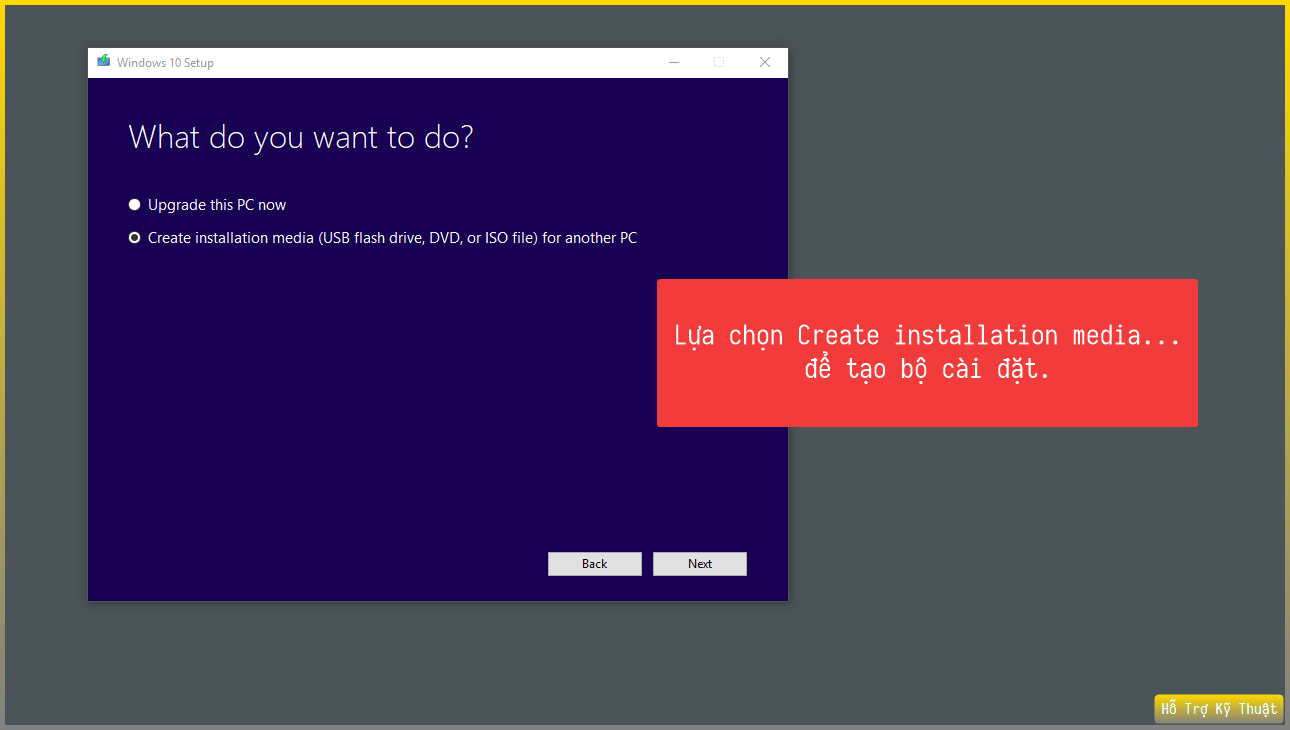 Windows 10 Setup
What do you want to do?
Upgrade this PC now
Create installation media (USB flash drive, DVD, or ISO file) for another PC
Lựa chọn Create installation media...
để tạo bộ cài đặt.
Back
Next
Hỗ Trợ Kỹ Thuật